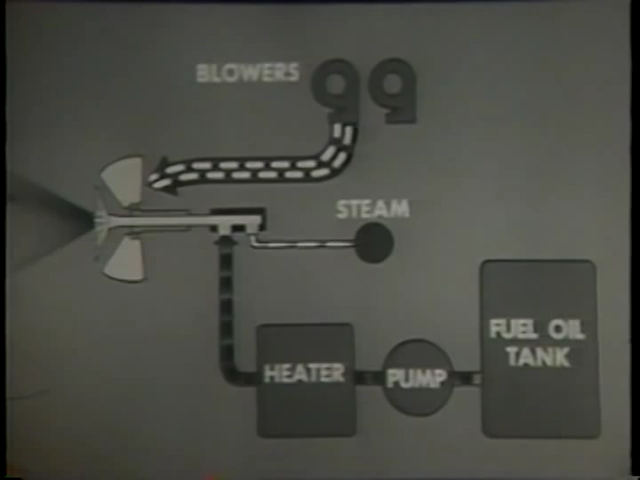 BLOWERS
STEAM
FUEL OIL
TANK
HEATER
PUMP